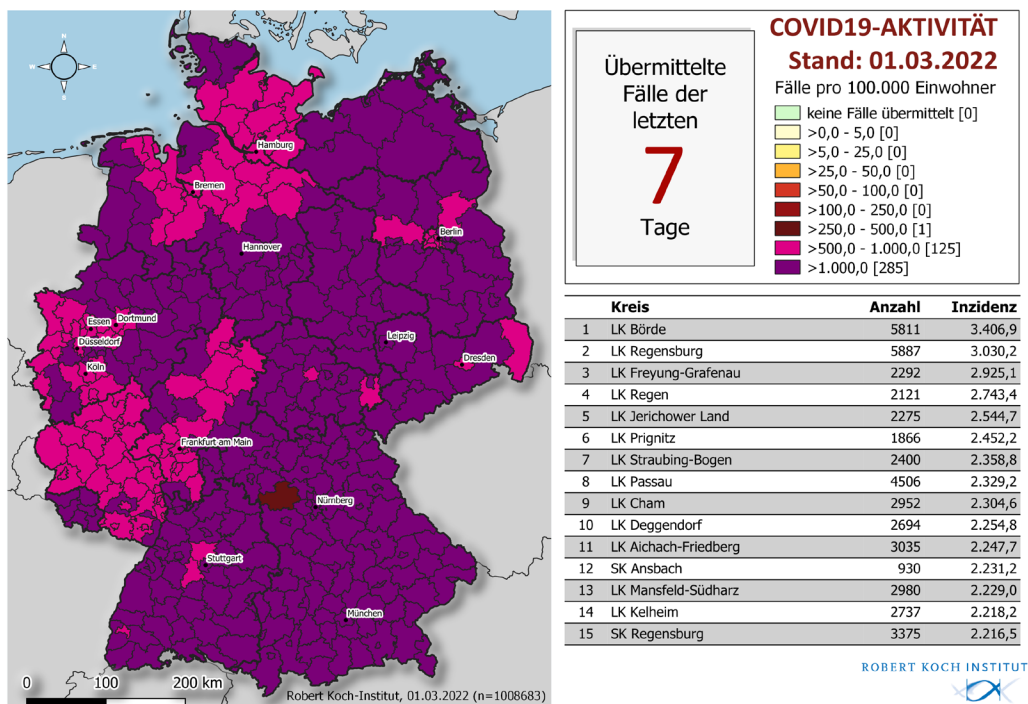 N
W
E
S
Hamburg
Bremen
Berlin
Hannover
Essen
Dortmund
Düsseldorf
Leipzig
Köln
Dresden
Frankfurt am Main
Nürnberg
Stuttgart
München
0 100 200 km
Robert Koch-Institut, 01.03.2022 (n=1008683)
Übermittelte
Fälle der
letzten
7
Tage
COVID19-AKTIVITÄT
Stand: 01.03.2022
Fälle pro 100.000 Einwohner
keine Fälle übermittelt [0]
>0,0 - 5,0 [0]
>5,0 - 25,0 [0]
>25,0 - 50,0 [0]
>50,0 - 100,0 [0]
>100,0 - 250,0 [0]
>250,0 - 500,0 [1]
>500,0 - 1.000,0 [125]
>1.000,0 [285]
Kreis Anzahl Inzidenz
1 LK Börde 5811 3.406,9
2 LK Regensburg 5887 3.030,2
3 LK Freyung-Grafenau 2292 2.925,1
4 LK Regen 2121 2.743,4
5 LK Jerichower Land 2275 2.544,7
6 LK Prignitz 1866 2.452,2
7 LK Straubing-Bogen 2400 2.358,8
8 LK Passau 4506 2.329,2
9 LK Cham 2952 2.304,6
10 LK Deggendorf 2694 2.254,8
11 LK Aichach-Friedberg 3035 2.247,7
12 SK Ansbach 930 2.231,2
13 LK Mansfeld-Südharz 2980 2.229,0
14 LK Kelheim 2737 2.218,2
15 SK Regensburg 3375 2.216,5
ROBERT KOCH INSTITUT